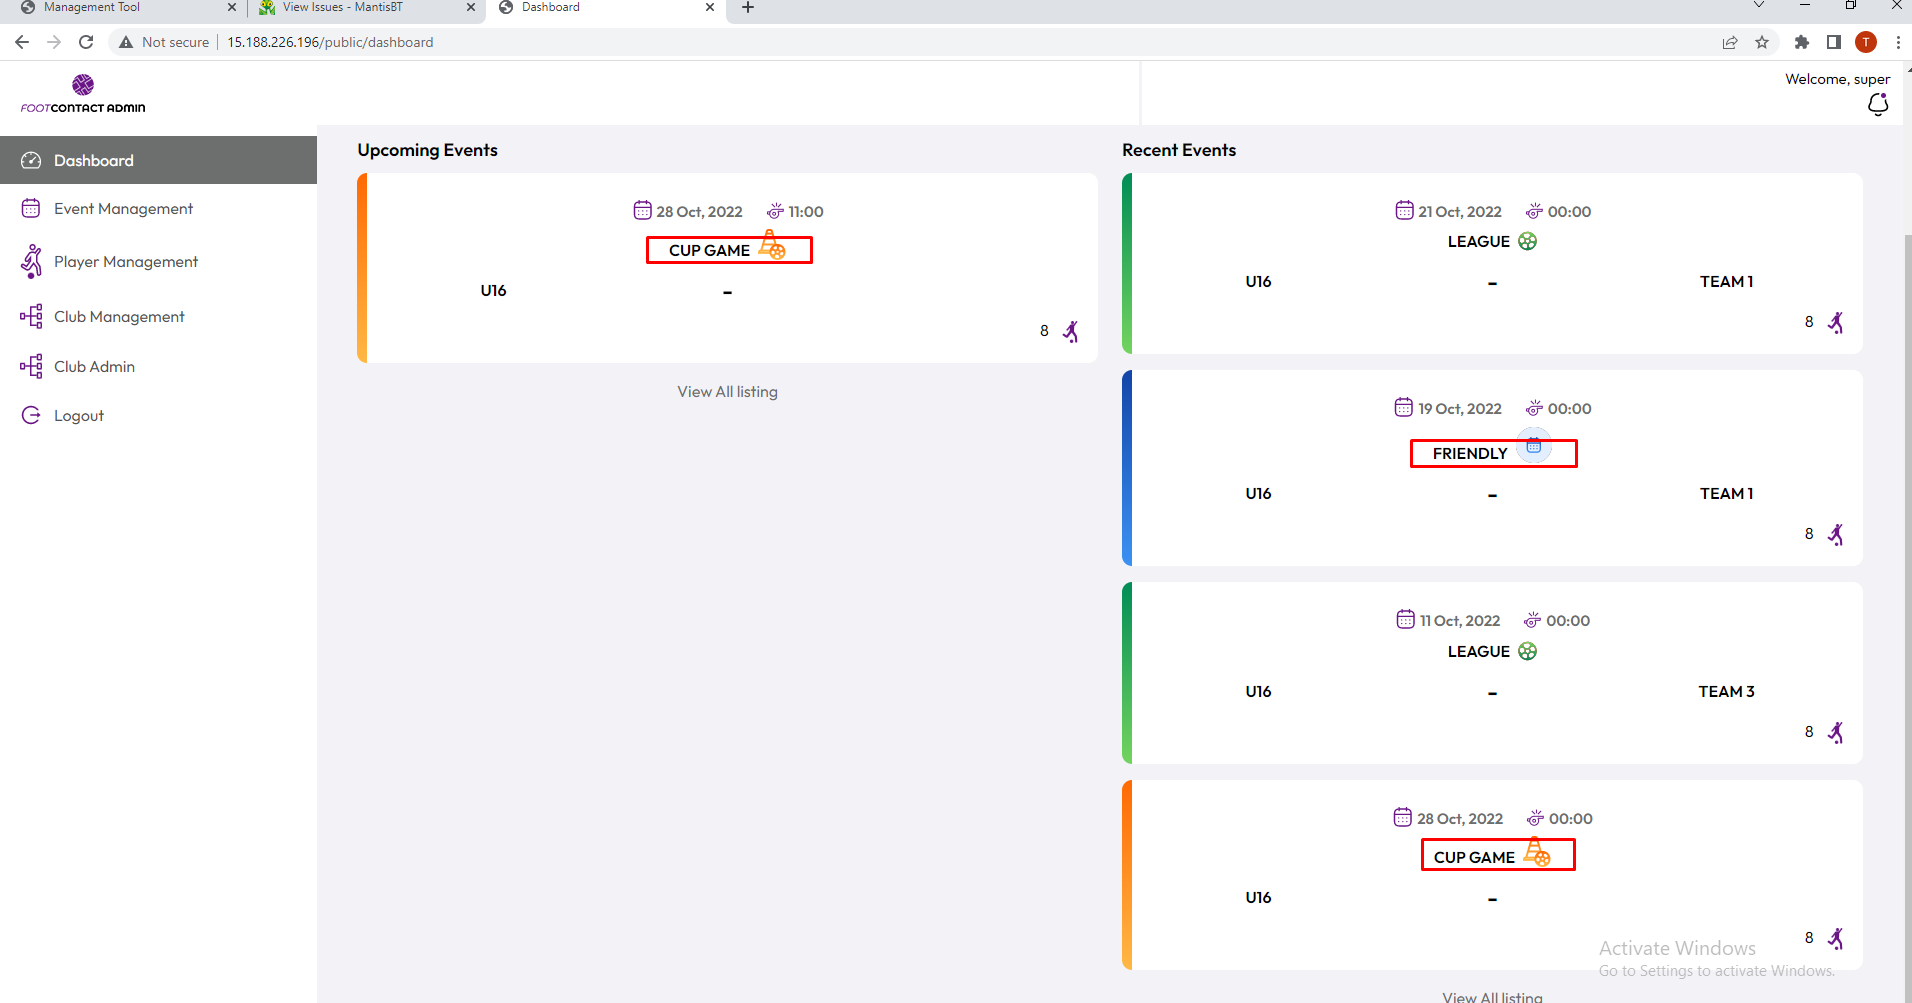 Management Tool
View Issues - MantisBT
Dashboard
Not secure
15.188.226.196/public/dashboard
T
FOOTCONTACT ADMIN
Welcome, super
Dashboard
Event Management
Player Management
Club Management
Club Admin
Logout
Upcoming Events
28 Oct, 2022 11:00
CUP GAME
U16 -
8
View All listing
Recent Events
21 Oct, 2022 00:00
LEAGUE
U16 - TEAM 1
8
19 Oct, 2022 00:00
FRIENDLY
U16 - TEAM 1
8
11 Oct, 2022 00:00
LEAGUE
U16 - TEAM 3
8
28 Oct, 2022 00:00
CUP GAME
U16 -
8
View All listing
Activate Windows
Go to Settings to activate Windows.